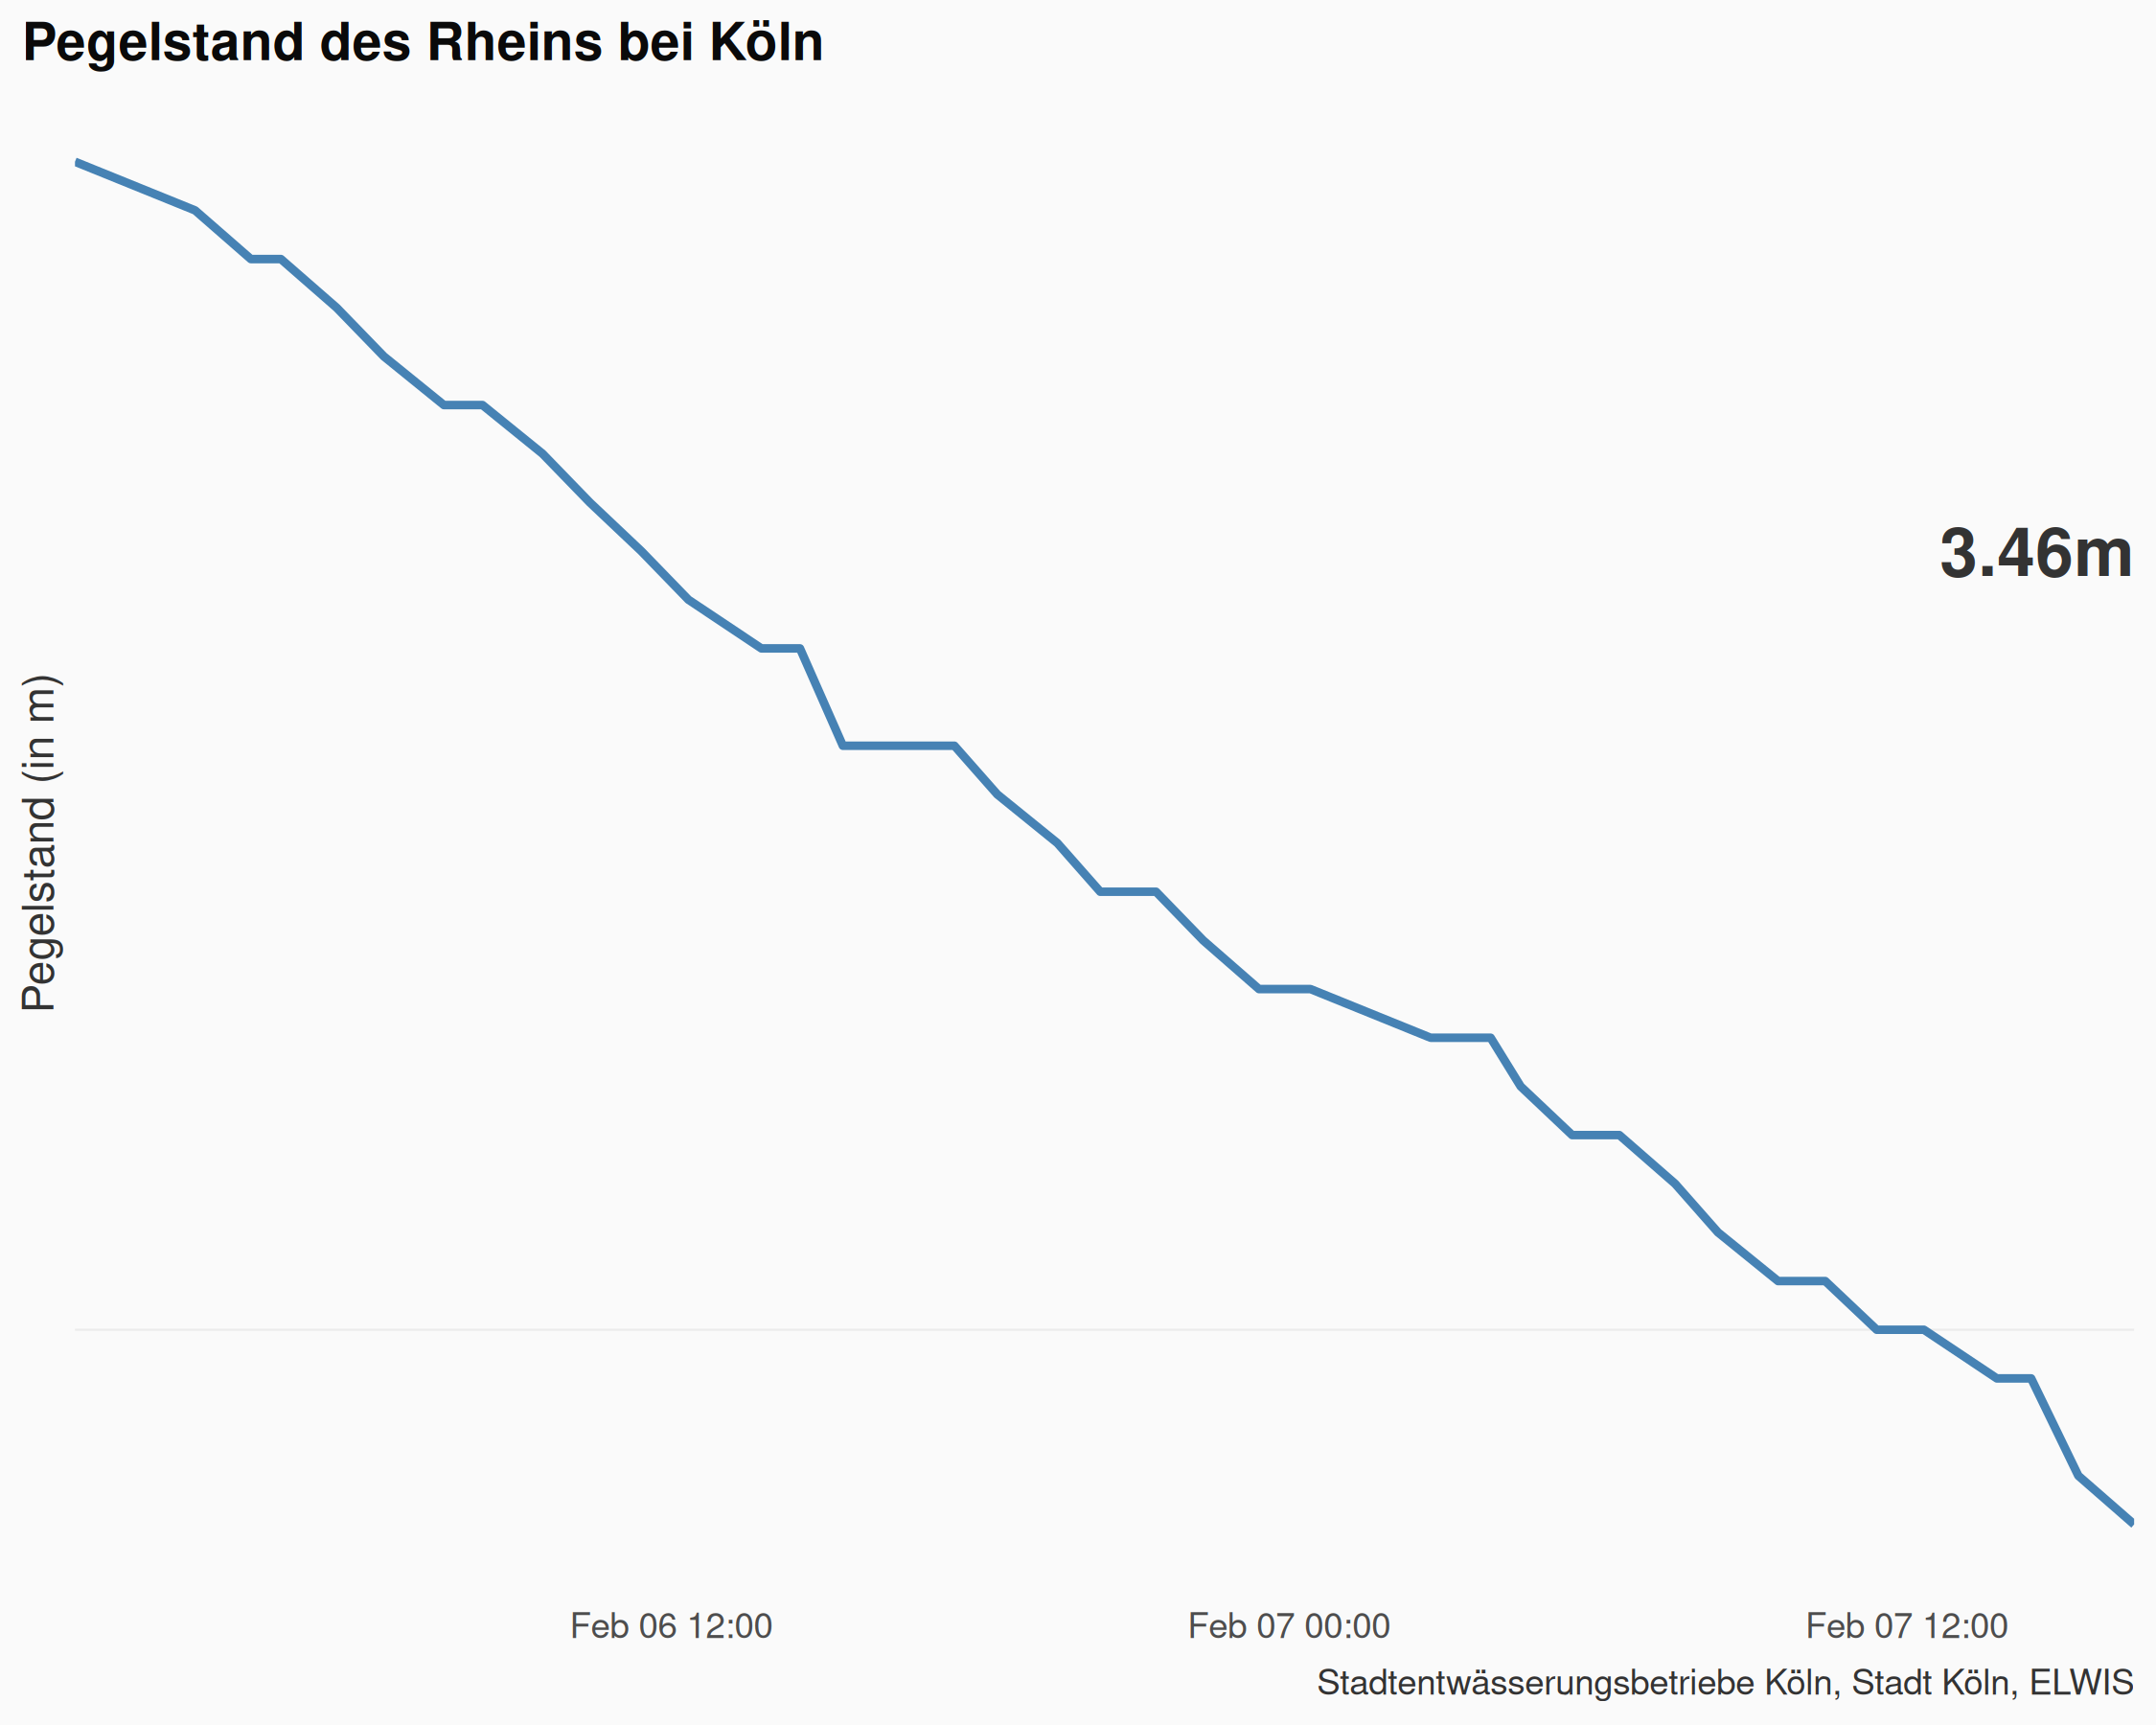 Pegelstand des Rheins bei Köln
3.46m
Pegelstand (in m)
Feb 06 12:00
Feb 07 00:00
Feb 07 12:00
Stadtentwässerungsbetriebe Köln, Stadt Köln, ELWIS